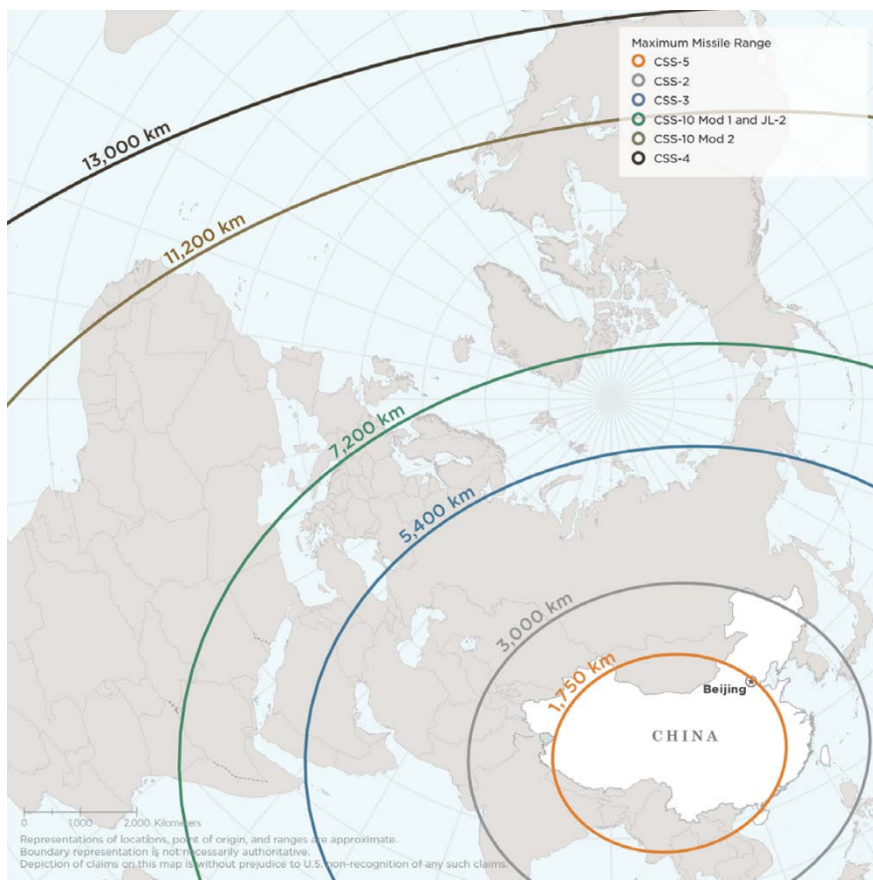 Maximum Missile Range
CSS-5
CSS-2
CSS-3
CSS-10 Mod 1 and JL-2
CSS-10 Mod 2
CSS-4
13,000 km
11,200 km
7,200 km
5,400 km
3,000 km
1,750 km
Beijing
CHINA
0 1,000 2,000 Kilometers
Representations of locations, point of origin, and ranges are approximate.
Boundary representation is not necessarily authoritative.
Depiction of claims on this map is without prejudice to U.S. non-recognition of any such claims.